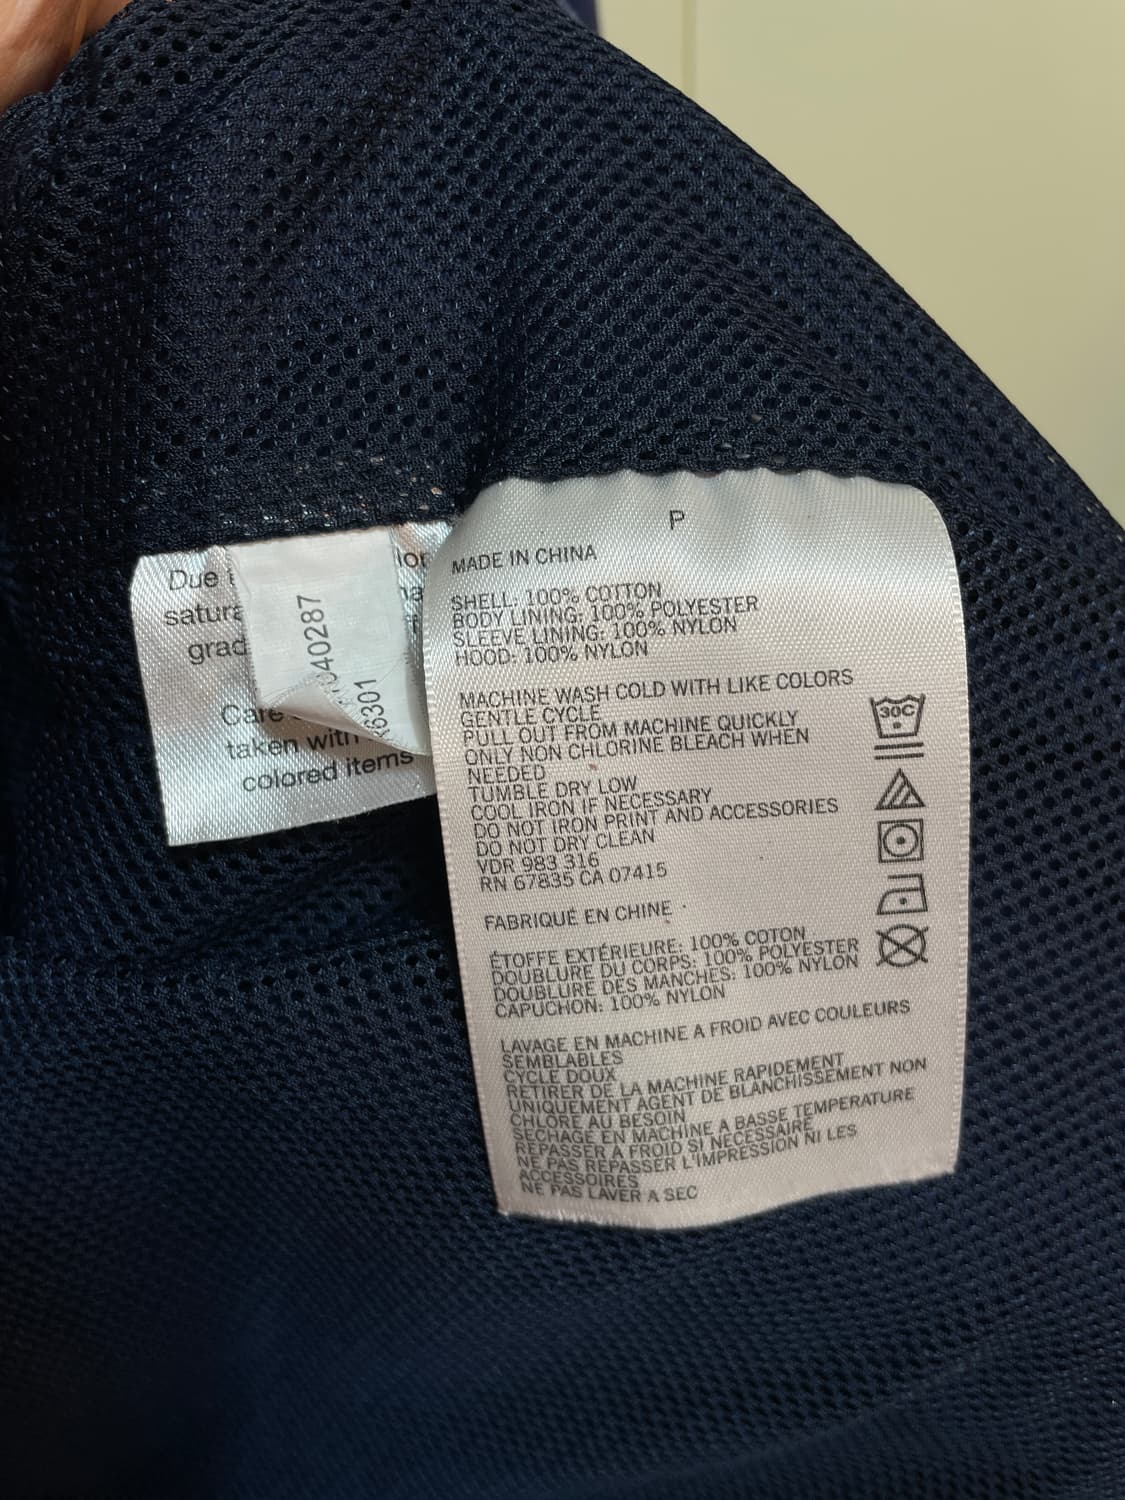 P
MADE IN CHINA
SHELL: 100% COTTON
BODY LINING: 100% POLYESTER
SLEEVE LINING: 100% NYLON
HOOD: 100% NYLON
MACHINE WASH COLD WITH LIKE COLORS
GENTLE CYCLE
PULL OUT FROM MACHINE QUICKLY
ONLY NON CHLORINE BLEACH WHEN
NEEDED
TUMBLE DRY LOW
COOL IRON IF NECESSARY
DO NOT IRON PRINT AND ACCESSORIES
DO NOT DRY CLEAN
VDR 983 316
RN 67835 CA 07415
30C
FABRIQUÉ EN CHINE
ÉTOFFE EXTÉRIEURE: 100% COTON
DOUBLURE DU CORPS: 100% POLYESTER
DOUBLURE DES MANCHES: 100% NYLON
CAPUCHON: 100% NYLON
LAVAGE EN MACHINE A FROID AVEC COULEURS
SEMBLABLES
CYCLE DOUX
RETIRER DE LA MACHINE RAPIDEMENT
UNIQUEMENT AGENT DE BLANCHISSEMENT NON
CHLORE AU BESOIN
SECHAGE EN MACHINE A BASSE TEMPERATURE
REPASSER A FROID SI NECESSAIRE
NE PAS REPASSER L'IMPRESSION NI LES
ACCESSOIRES
NE PAS LAVER A SEC
Due
taken with
colored items